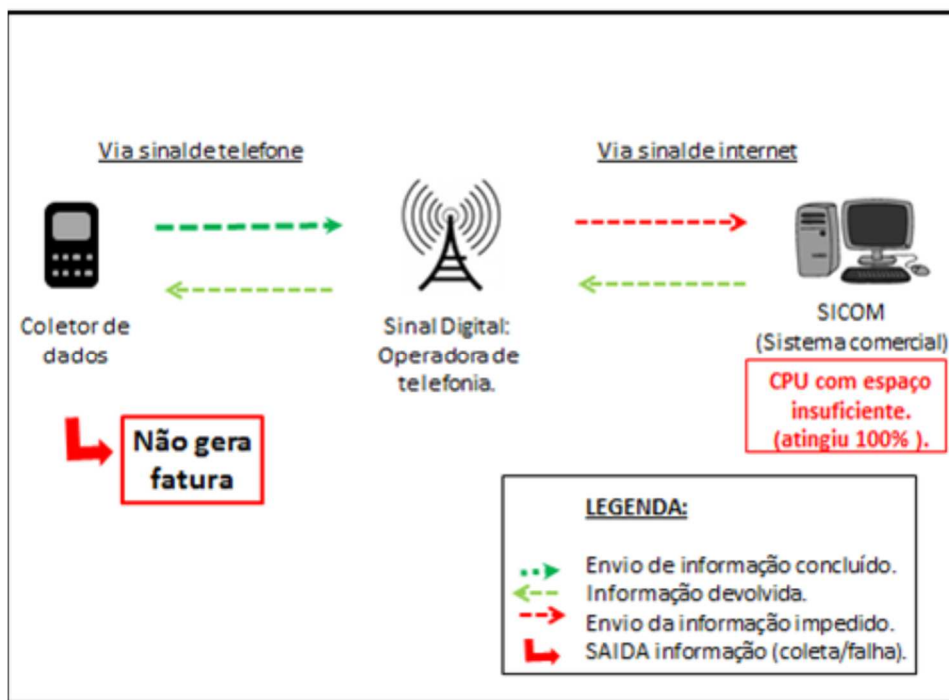 Via sinal de telefone
Via sinal de internet
Coletor de
dados
Sinal Digital:
Operadora de
telefonia.
SICOM
(Sistema comercial)
CPU com espaço
insuficiente.
(atingiu 100% ).
Não gera
fatura
LEGENDA:
Envio de informação concluído.
Informação devolvida.
Envio da informação impedido.
SAIDA informação (coleta/falha).